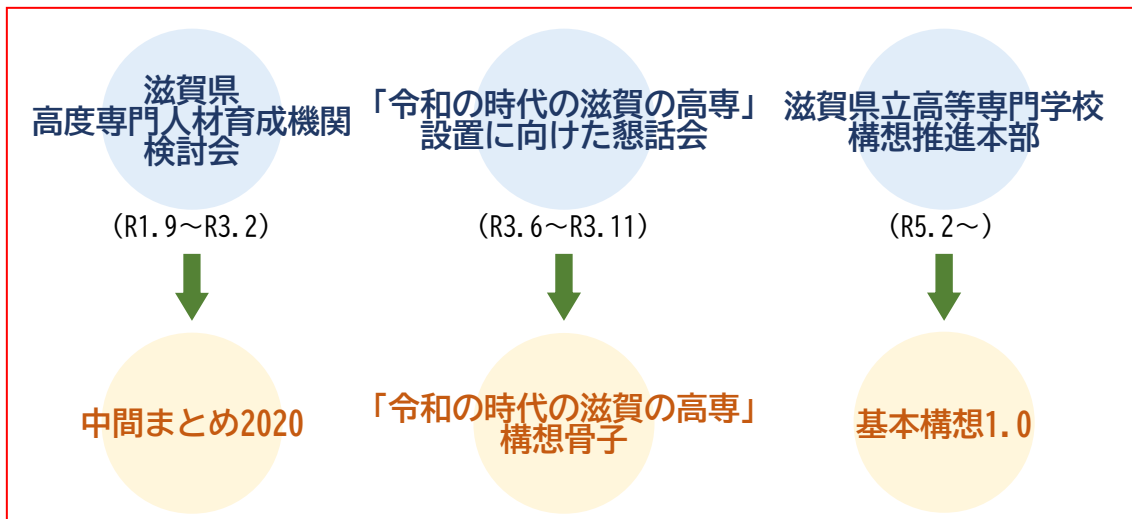 滋賀県
高度専門人材育成機関
検討会
(R1.9～R3.2)
中間まとめ2020
「令和の時代の滋賀の高専」
設置に向けた懇話会
(R3.6～R3.11)
「令和の時代の滋賀の高専」
構想骨子
滋賀県立高等専門学校
構想推進本部
(R5.2～)
基本構想1.0